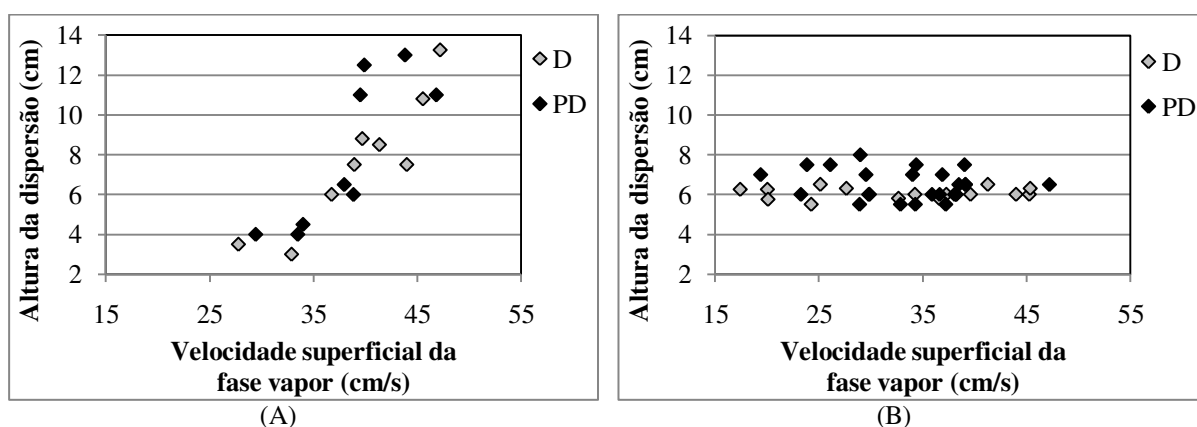 14
12
10
8
6
4
2
15 25 35 45 55
Altura da dispersão (cm)
Velocidade superficial da
fase vapor (cm/s)
D
PD
(A)
14
12
10
8
6
4
2
15 25 35 45 55
Altura da dispersão (cm)
Velocidade superficial da
fase vapor (cm/s)
D
PD
(B)